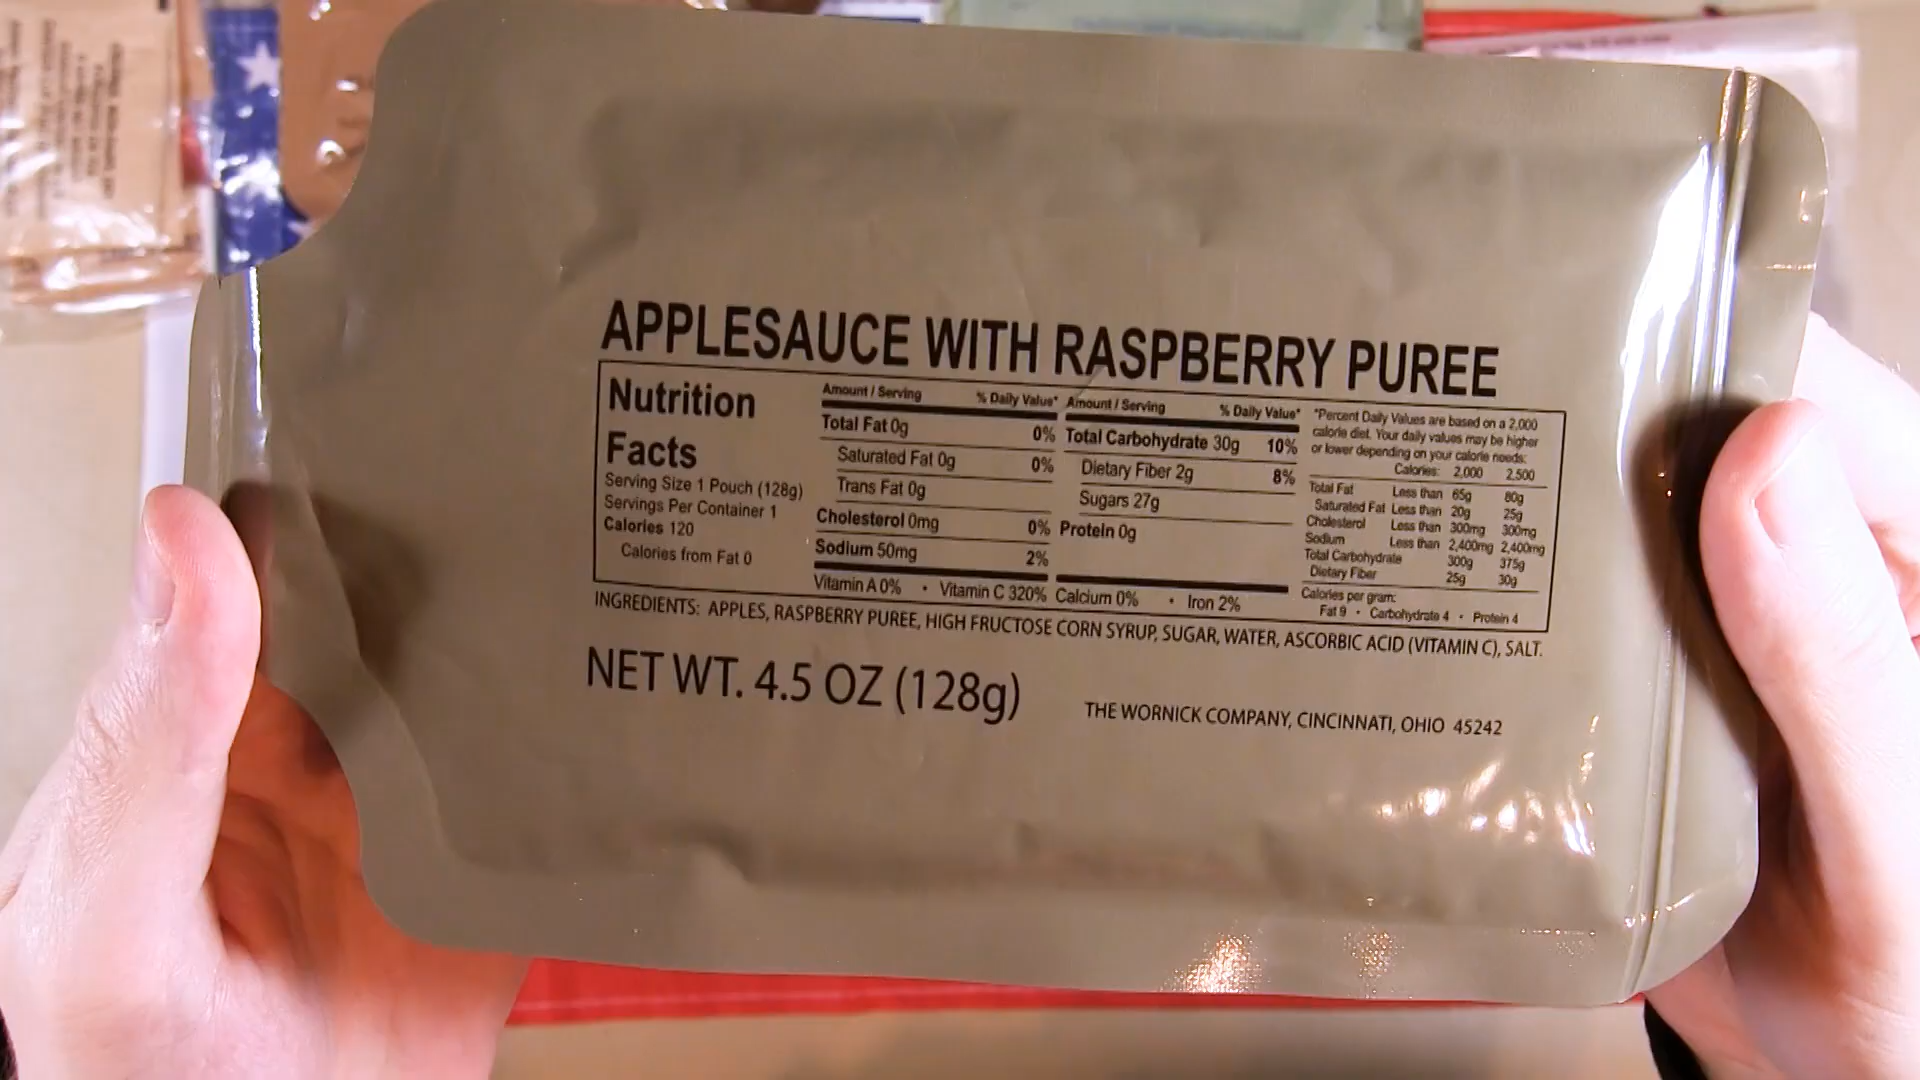 APPLESAUCE WITH RASPBERRY PUREE
Nutrition
Facts
Serving Size 1 Pouch (128g)
Servings Per Container 1
Calories 120
Calories from Fat 0
Amount / Serving % Daily Value*
Total Fat 0g 0%
Saturated Fat 0g 0%
Trans Fat 0g
Cholesterol 0mg 0%
Sodium 50mg 2%
Amount / Serving % Daily Value*
Total Carbohydrate 30g 10%
Dietary Fiber 2g 8%
Sugars 27g
Protein 0g
Vitamin A 0% • Vitamin C 320% Calcium 0% • Iron 2%
*Percent Daily Values are based on a 2,000
calorie diet. Your daily values may be higher
or lower depending on your calorie needs:
Calories: 2,000 2,500
Total Fat Less than 65g 80g
Saturated Fat Less than 20g 25g
Cholesterol Less than 300mg 300mg
Sodium Less than 2,400mg 2,400mg
Total Carbohydrate 300g 375g
Dietary Fiber 25g 30g
Calories per gram:
Fat 9 • Carbohydrate 4 • Protein 4
INGREDIENTS: APPLES, RASPBERRY PUREE, HIGH FRUCTOSE CORN SYRUP, SUGAR, WATER, ASCORBIC ACID (VITAMIN C), SALT.
NET WT. 4.5 OZ (128g)
THE WORNICK COMPANY, CINCINNATI, OHIO 45242